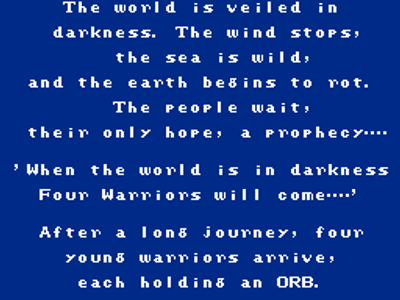 The world is veiled in
darkness. The wind stops,
the sea is wild,
and the earth begins to rot.
The people wait,
their only hope, a prophecy....
'When the world is in darkness
Four Warriors will come....'
After a long journey, four
young warriors arrive,
each holding an ORB.